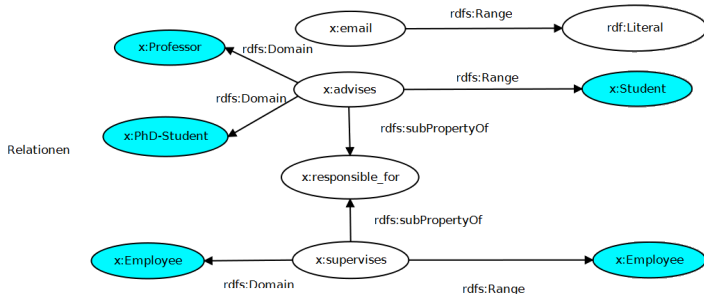 x:email
rdfs:Range
rdf:Literal
x:Professor
rdfs:Domain
x:advises
rdfs:Range
x:Student
rdfs:Domain
x:PhD-Student
rdfs:subPropertyOf
Relationen
x:responsible_for
rdfs:subPropertyOf
x:Employee
rdfs:Domain
x:supervises
rdfs:Range
x:Employee